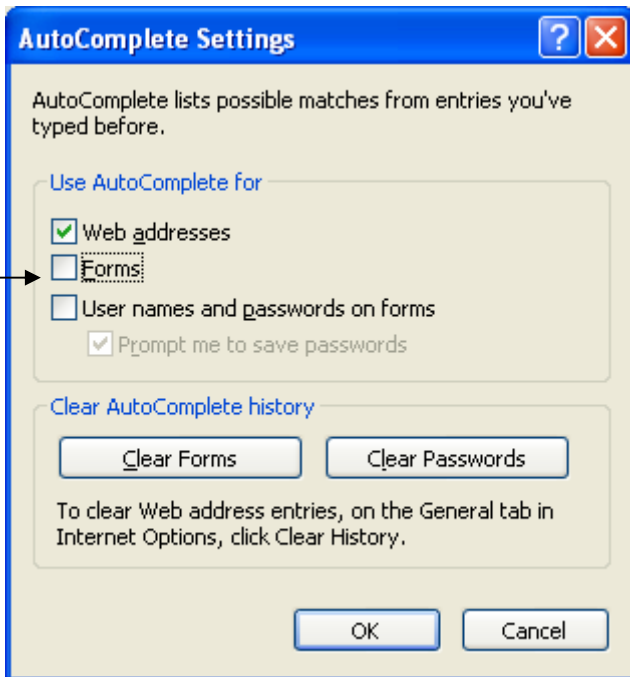 AutoComplete Settings
AutoComplete lists possible matches from entries you've
typed before.
Use AutoComplete for
Web addresses
Forms
User names and passwords on forms
Prompt me to save passwords
Clear AutoComplete history
Clear Forms
Clear Passwords
To clear Web address entries, on the General tab in
Internet Options, click Clear History.
OK
Cancel